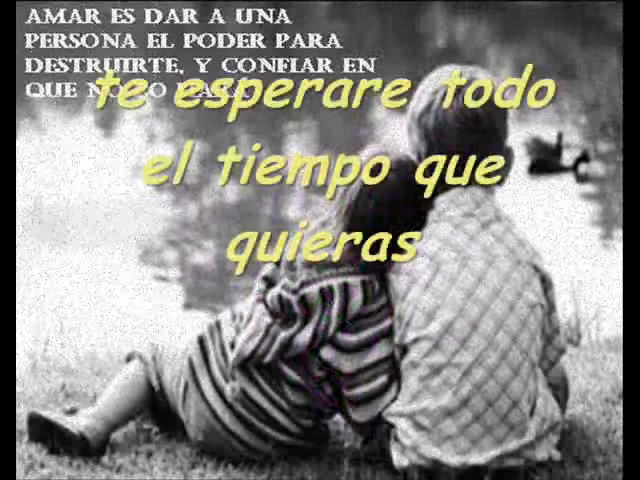 AMAR ES DAR A UNA
PERSONA EL PODER PARA
DESTRUIRTE, Y CONFIAR EN
QUE NO
te esperare todo
el tiempo que
quieras